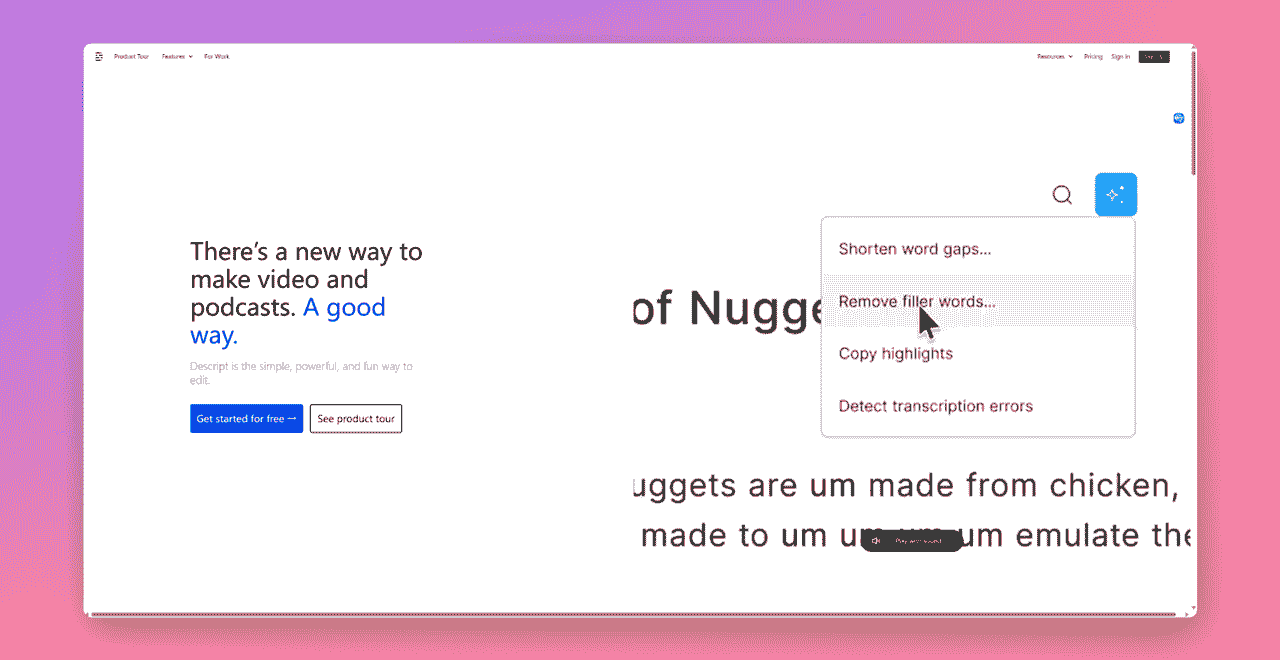 Product Tour Features For Work Resources Pricing Sign in
There's a new way to
make video and
podcasts. A good
way.
Descript is the simple, powerful, and fun way to
edit.
Get started for free → See product tour
Shorten word gaps...
of Nugge Remove filler words...
Copy highlights
Detect transcription errors
uggets are um made from chicken,
made to um um um um emulate the